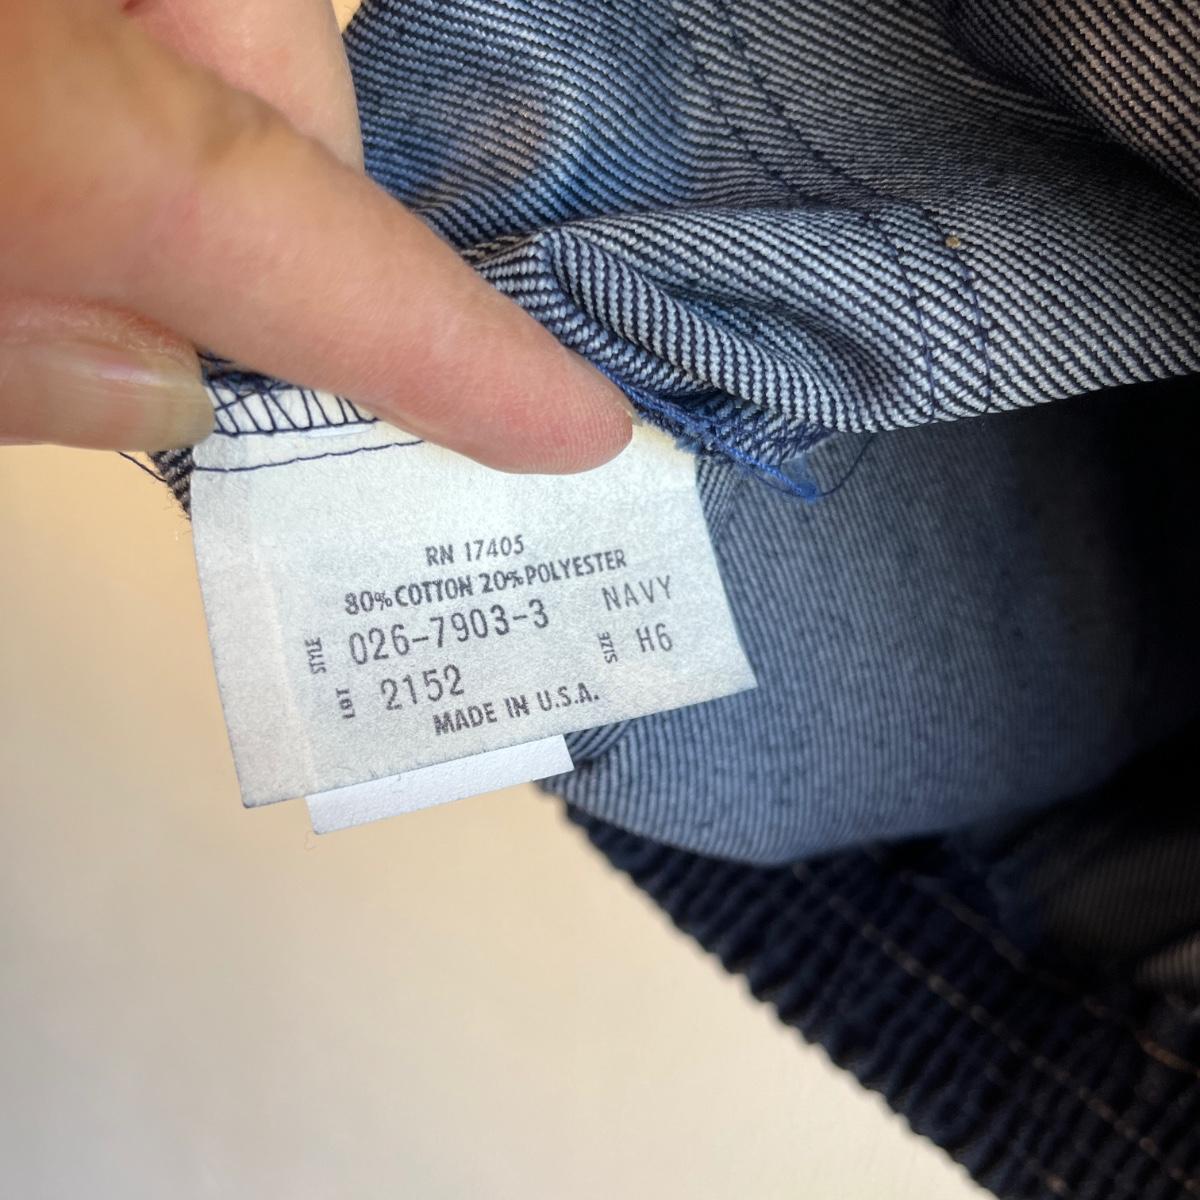 RN 17405
80% COTTON 20% POLYESTER
STYLE 026-7903-3 NAVY
LOT 2152 SIZE H6
MADE IN U.S.A.